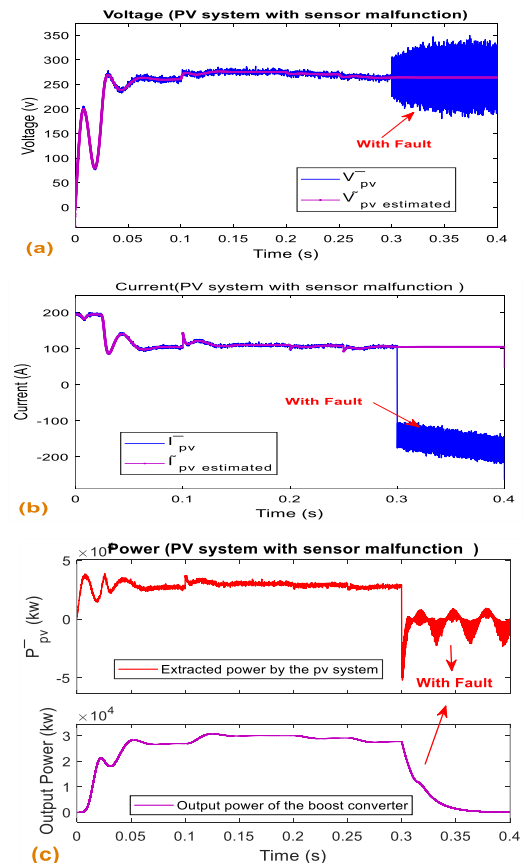 Voltage (PV system with sensor malfunction)
350
300
250
200
150
100
50
0
Voltage (v)
With Fault
V‾pv
V˜pv estimated
0 0.05 0.1 0.15 0.2 0.25 0.3 0.35 0.4
Time (s)
(a)
Current(PV system with sensor malfunction )
200
100
0
-100
-200
Current (A)
With Fault
I‾pv
I˜pv estimated
0 0.1 0.2 0.3 0.4
Time (s)
(b)
Power (PV system with sensor malfunction )
5
0
-5
P‾pv (kw)
Extracted power by the pv system
With Fault
× 10^4
3
2
1
0
Output Power (kw)
Output power of the boost converter
0 0.05 0.1 0.15 0.2 0.25 0.3 0.35 0.4
Time (s)
(c)